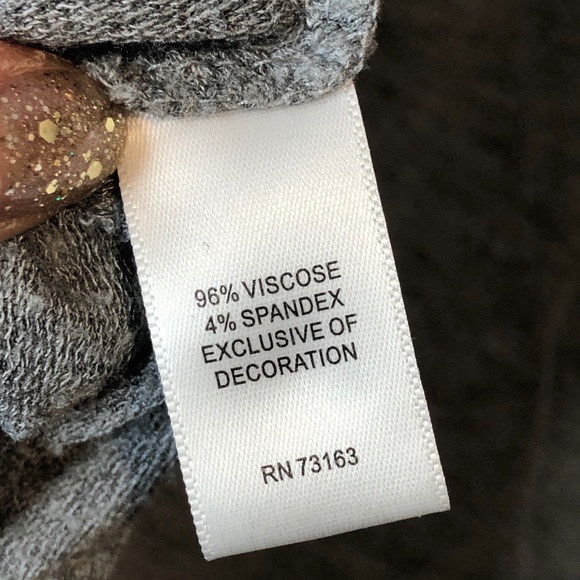 96% VISCOSE
4% SPANDEX
EXCLUSIVE OF
DECORATION
RN 73163